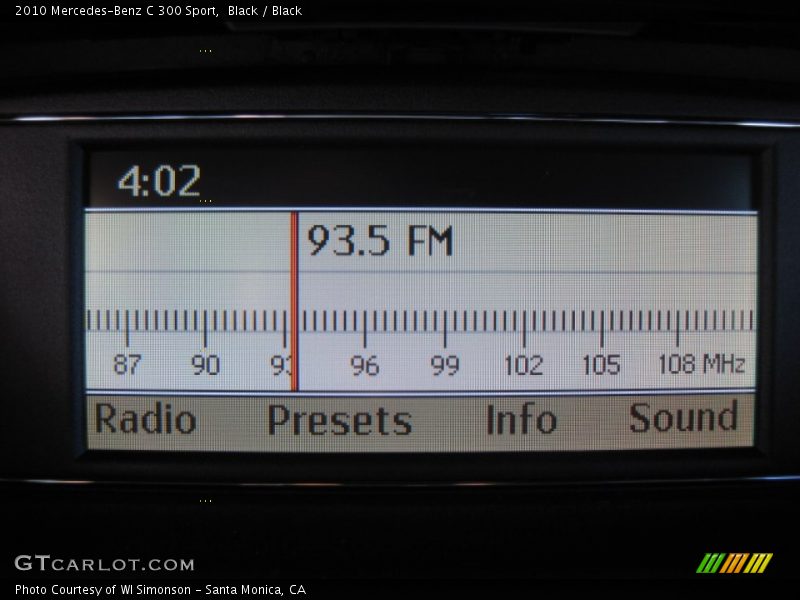 2010 Mercedes-Benz C 300 Sport,  Black / Black
4:02
93.5 FM
87 90 93 96 99 102 105 108 MHz
Radio Presets Info Sound
GTCARLOT.COM
Photo Courtesy of WI Simonson - Santa Monica, CA